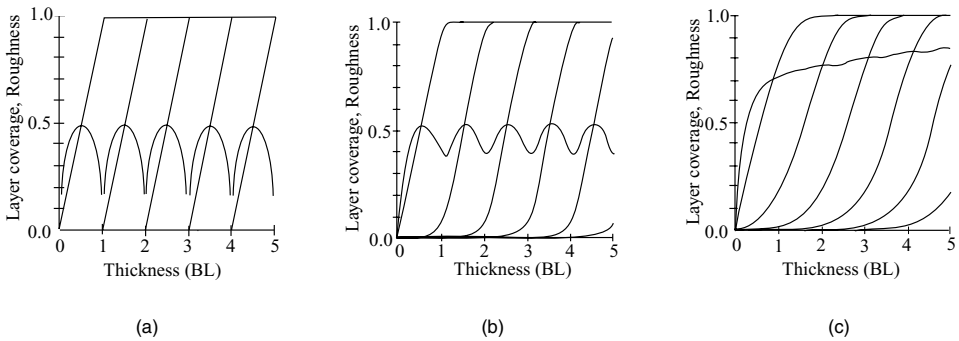 1.0
0.5
0.0
Layer coverage, Roughness
0 1 2 3 4 5
Thickness (BL)
(a)
1.0
0.5
0.0
Layer coverage, Roughness
0 1 2 3 4 5
Thickness (BL)
(b)
1.0
0.5
0.0
Layer coverage, Roughness
0 1 2 3 4 5
Thickness (BL)
(c)